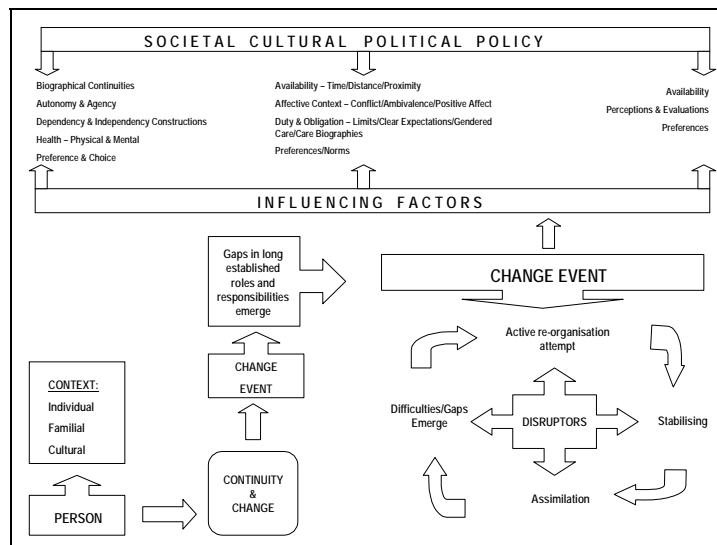 SOCIETAL CULTURAL POLITICAL POLICY
Biographical Continuities
Autonomy & Agency
Dependency & Independency Constructions
Health – Physical & Mental
Preference & Choice
Availability – Time/Distance/Proximity
Affective Context – Conflict/Ambivalence/Positive Affect
Duty & Obligation – Limits/Clear Expectations/Gendered
Care/Care Biographies
Preferences/Norms
Availability
Perceptions & Evaluations
Preferences
INFLUENCING FACTORS
Gaps in long
established
roles and
responsibilities
emerge
CHANGE EVENT
Active re-organisation
attempt
CHANGE
EVENT
CONTEXT:
Individual
Familial
Cultural
Difficulties/Gaps
Emerge
DISRUPTORS
Stabilising
CONTINUITY
&
CHANGE
Assimilation
PERSON